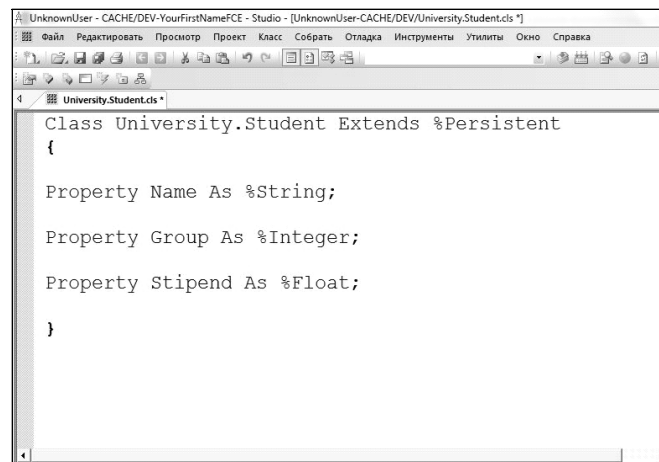 UnknownUser - CACHE/DEV-YourFirstNameFCE - Studio - [UnknownUser-CACHE/DEV/University.Student.cls *]
Файл Редактировать Просмотр Проект Класс Собрать Отладка Инструменты Утилиты Окно Справка
University.Student.cls *
Class University.Student Extends %Persistent
{
Property Name As %String;
Property Group As %Integer;
Property Stipend As %Float;
}